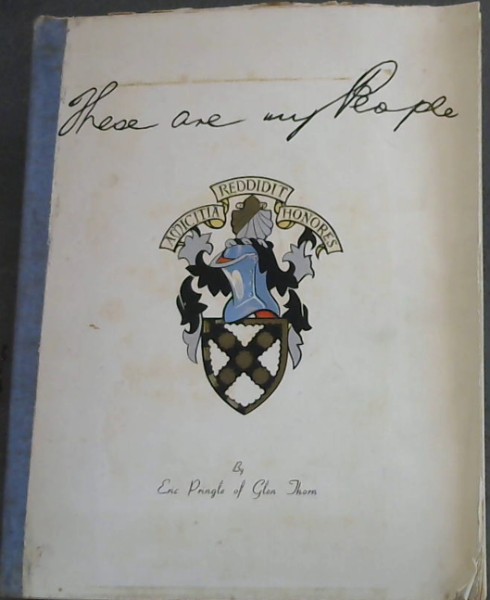 These are my People
AMICITIA REDDIDIT HONORES
By
Eric Pringle of Glen Thorn